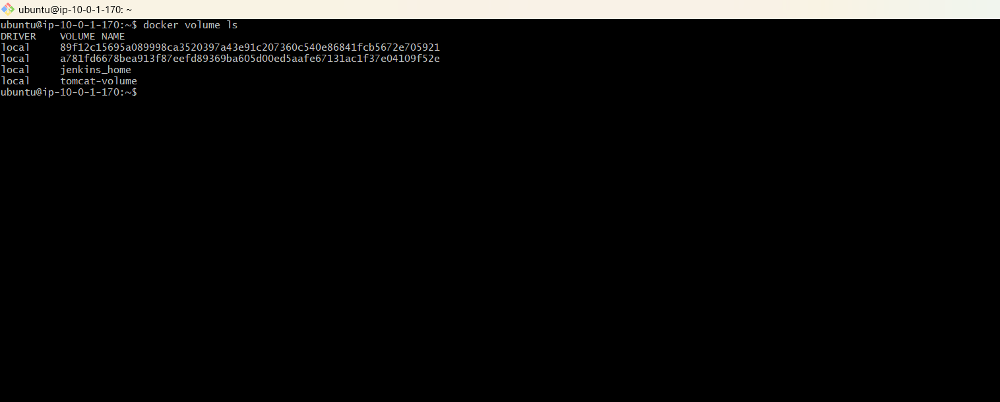 ubuntu@ip-10-0-1-170: ~
ubuntu@ip-10-0-1-170:~$ docker volume ls
DRIVER    VOLUME NAME
local     89f12c15695a089998ca3520397a43e91c207360c540e86841fcb5672e705921
local     a781fd6678bea913f87eefd89369ba605d00ed5aafe67131ac1f37e04109f52e
local     jenkins_home
local     tomcat-volume
ubuntu@ip-10-0-1-170:~$